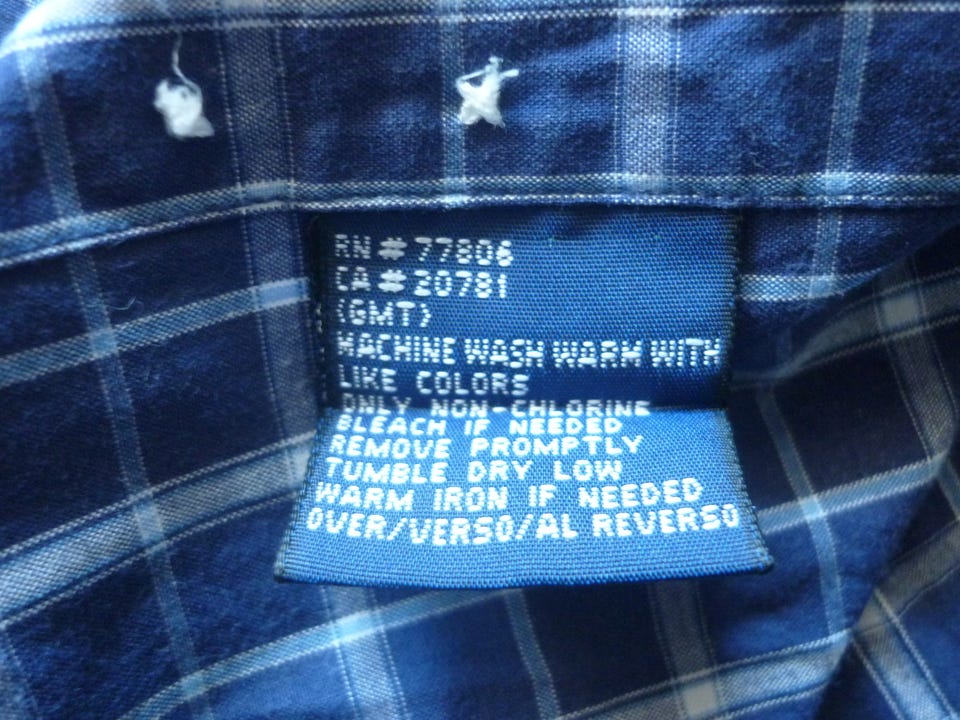 RN # 77806
CA # 20781
(GMT)
MACHINE WASH WARM WITH
LIKE COLORS
ONLY NON-CHLORINE
BLEACH IF NEEDED
REMOVE PROMPTLY
TUMBLE DRY LOW
WARM IRON IF NEEDED
OVER/VERSO/AL REVERSO